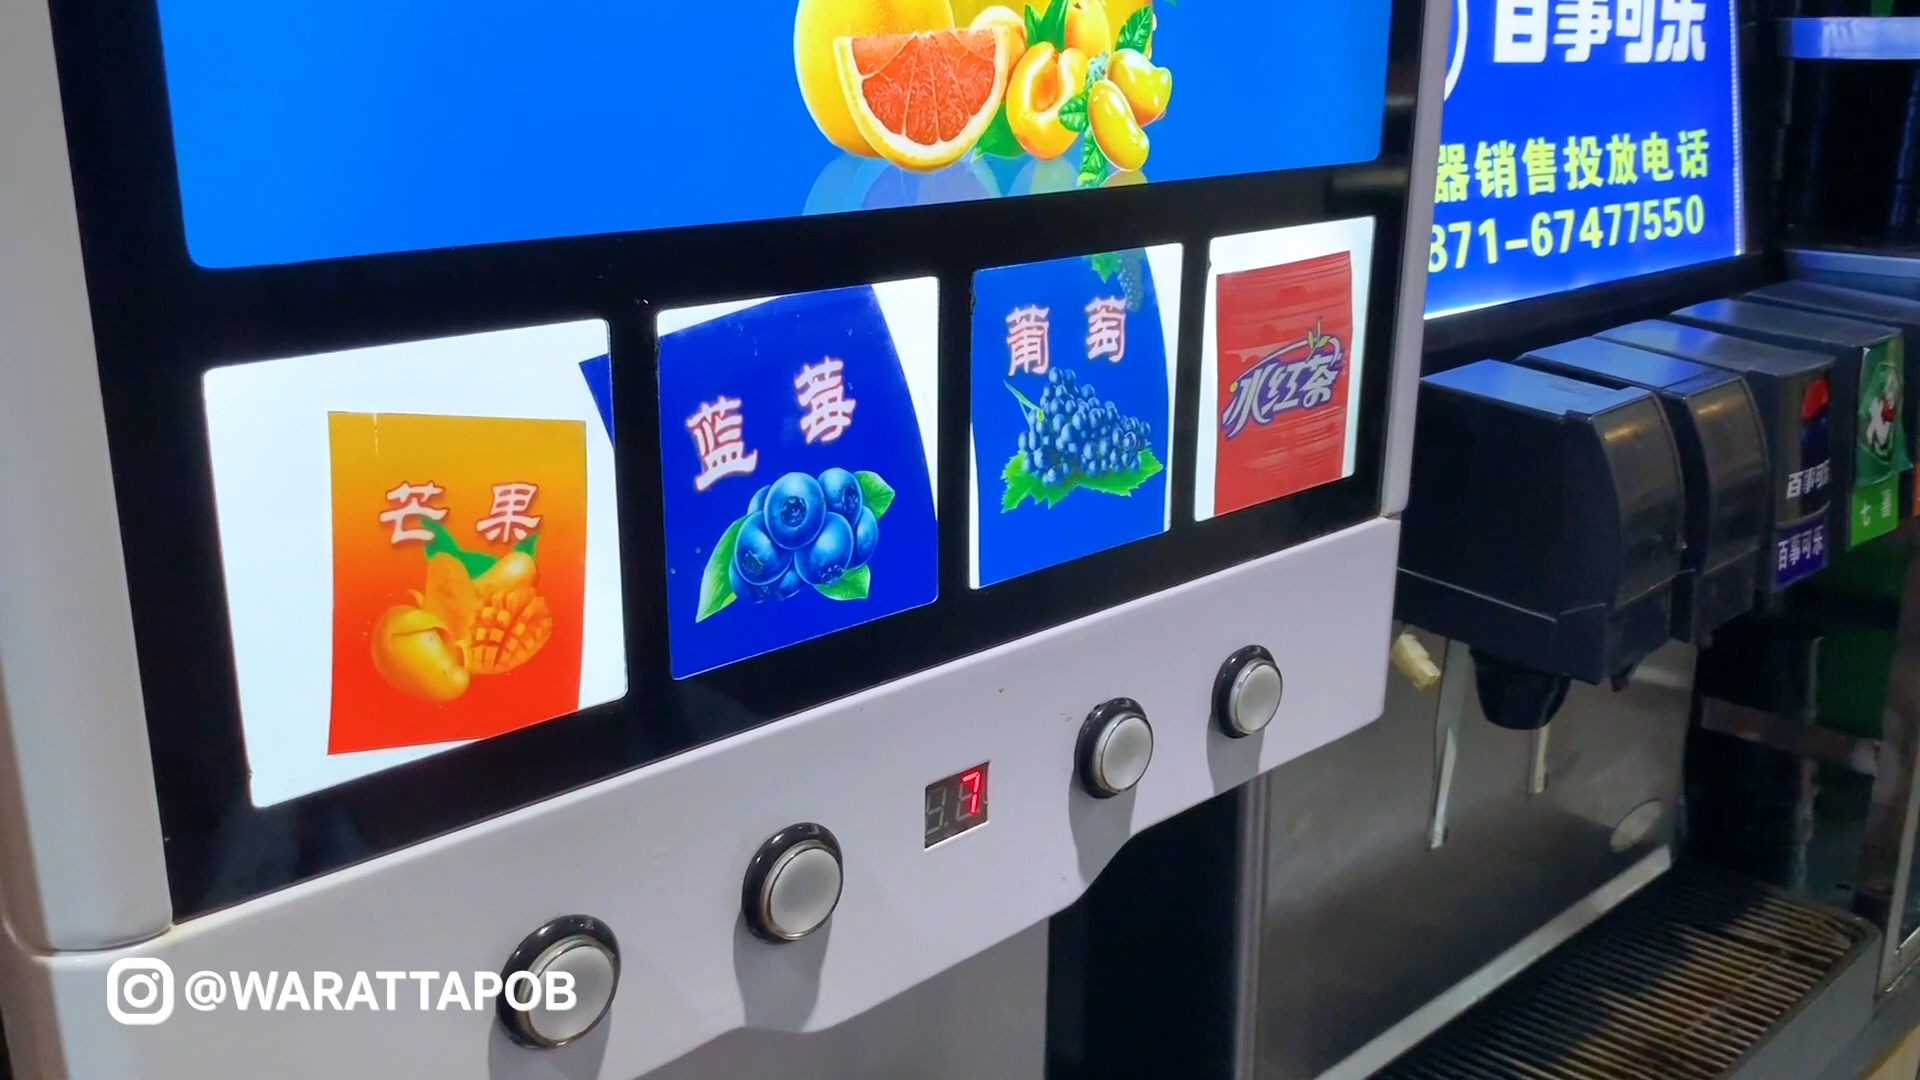 百事可乐
器销售投放电话
371-67477550
芒果
蓝莓
葡萄
冰红茶
百事可乐
百事可乐
七喜
7
@WARATTAPOB